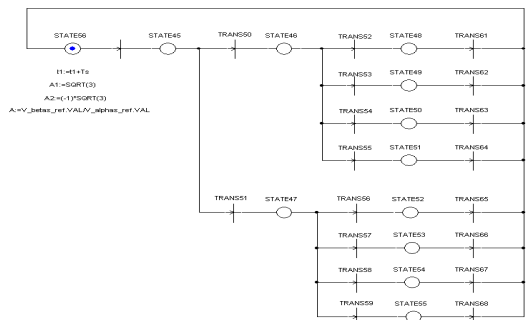 STATE56 STATE45 TRANS50 STATE46 TRANS52 STATE48 TRANS61
t1:=t1+Ts
A1:=SQRT(3)
A2:=(-1)*SQRT(3)
A:=V_betas_ref.VAL/V_alphas_ref.VAL
TRANS53 STATE49 TRANS62
TRANS54 STATE50 TRANS63
TRANS55 STATE51 TRANS64
TRANS51 STATE47 TRANS56 STATE52 TRANS65
TRANS57 STATE53 TRANS66
TRANS58 STATE54 TRANS67
TRANS59 STATE55 TRANS68